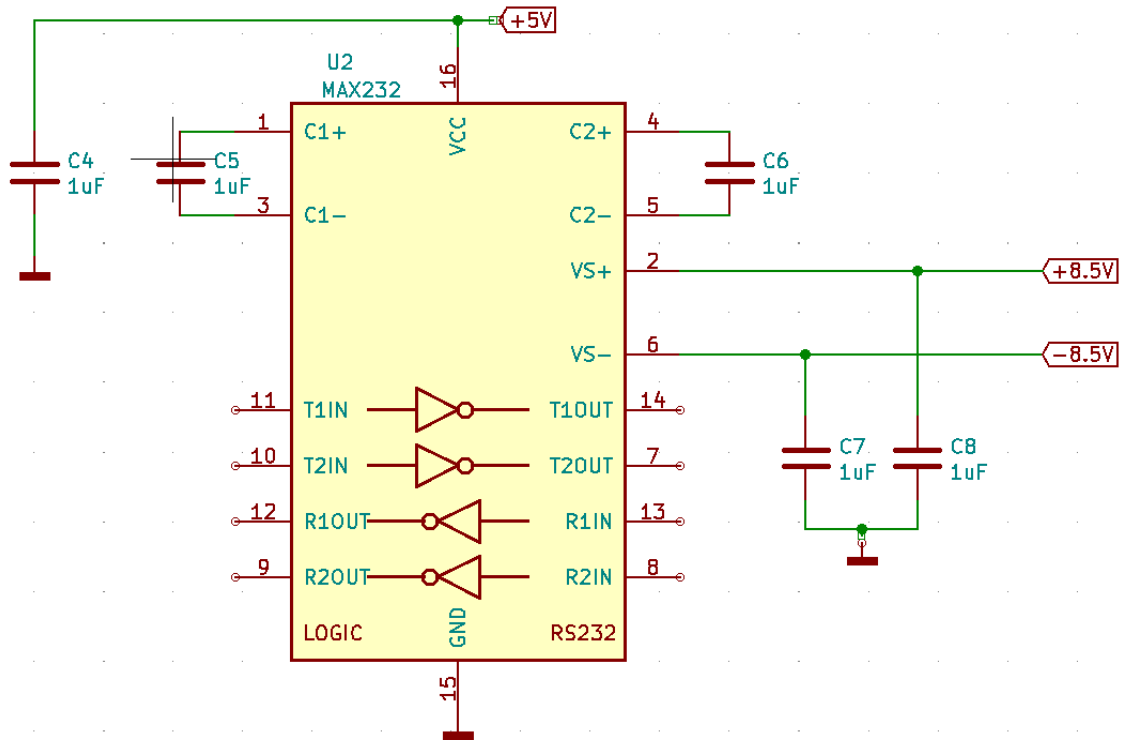 +5V
U2
MAX232
16
VCC
1
C1+
C2+
4
C4
1uF
C5
1uF
C6
1uF
3
C1−
C2−
5
VS+
2
+8.5V
VS−
6
−8.5V
11
T1IN
T1OUT
14
10
T2IN
T2OUT
7
C7
1uF
C8
1uF
12
R1OUT
R1IN
13
9
R2OUT
R2IN
8
LOGIC
GND
RS232
15